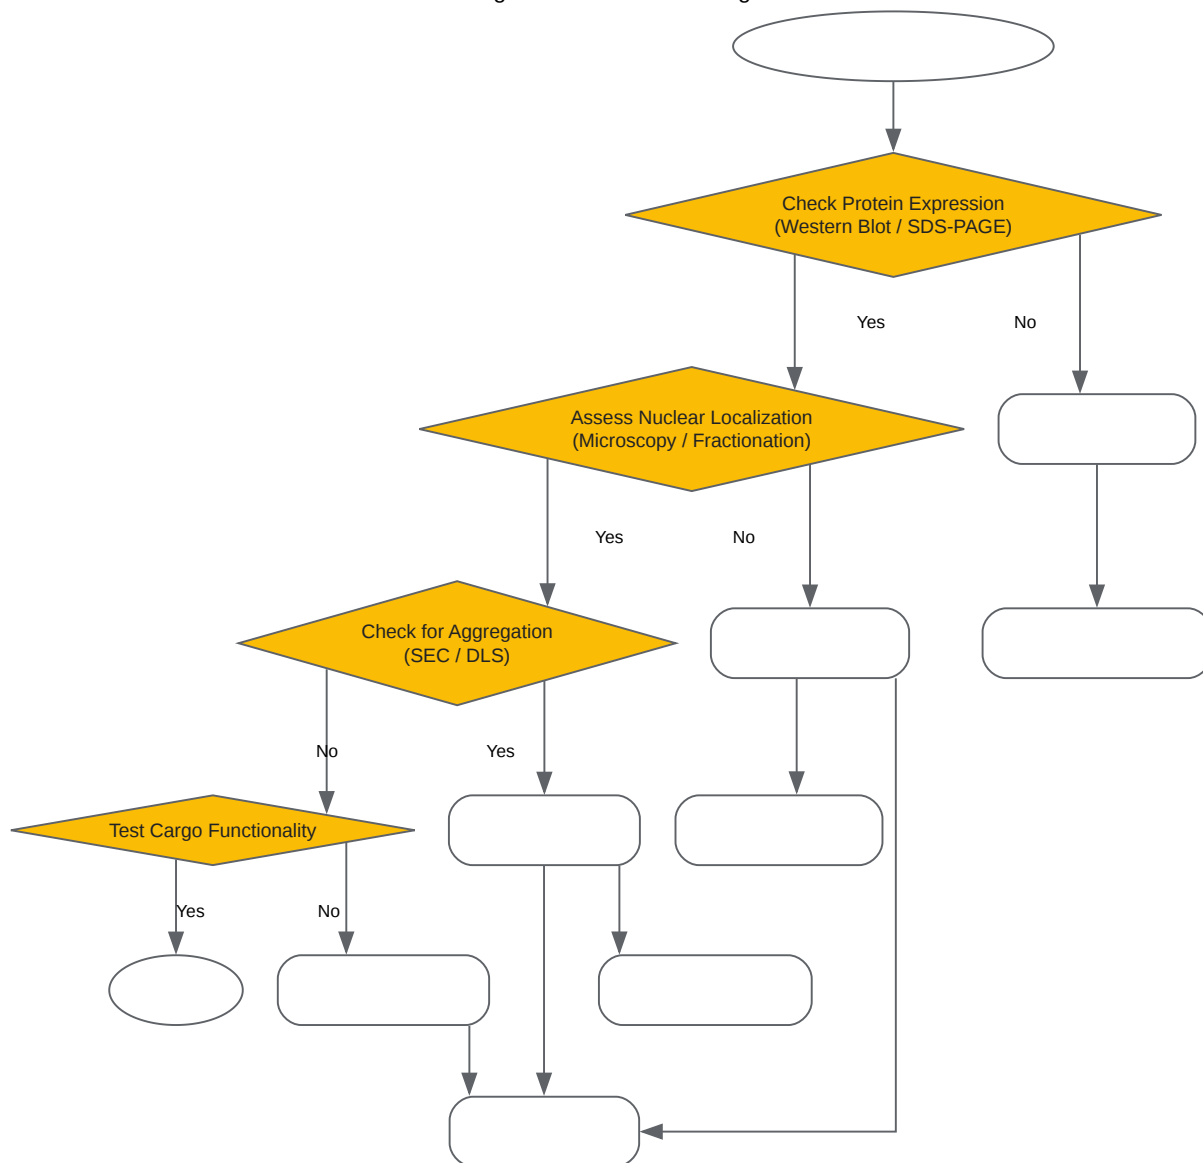 Check Protein Expression
(Western Blot / SDS-PAGE)
Yes
No
Assess Nuclear Localization
(Microscopy / Fractionation)
Yes
No
Check for Aggregation
(SEC / DLS)
No
Yes
Test Cargo Functionality
Yes
No